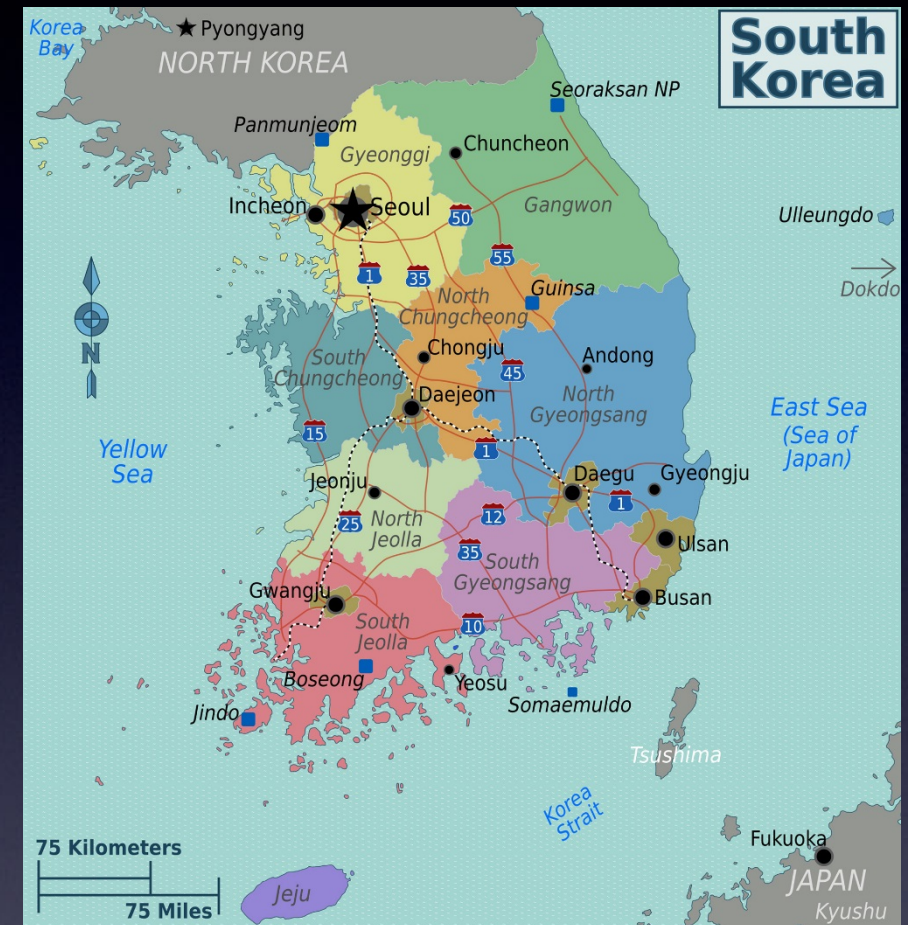 South
Korea
Korea
Bay
Pyongyang
NORTH KOREA
Seoraksan NP
Panmunjeom
Chuncheon
Gyeonggi
Incheon
Seoul
Gangwon
50
Ulleungdo
55
1
35
Dokdo
Guinsa
North
Chungcheong
N
South
Chungcheong
Chongju
Andong
45
Daejeon
North
Gyeongsang
East Sea
(Sea of
Japan)
15
Yellow
Sea
1
Daegu
Gyeongju
Jeonju
1
25
North
Jeolla
12
35
Ulsan
South
Gyeongsang
Gwangju
Busan
South
Jeolla
10
Boseong
Yeosu
Jindo
Somaemuldo
Tsushima
Korea
Strait
75 Kilometers
75 Miles
Fukuoka
JAPAN
Jeju
Kyushu